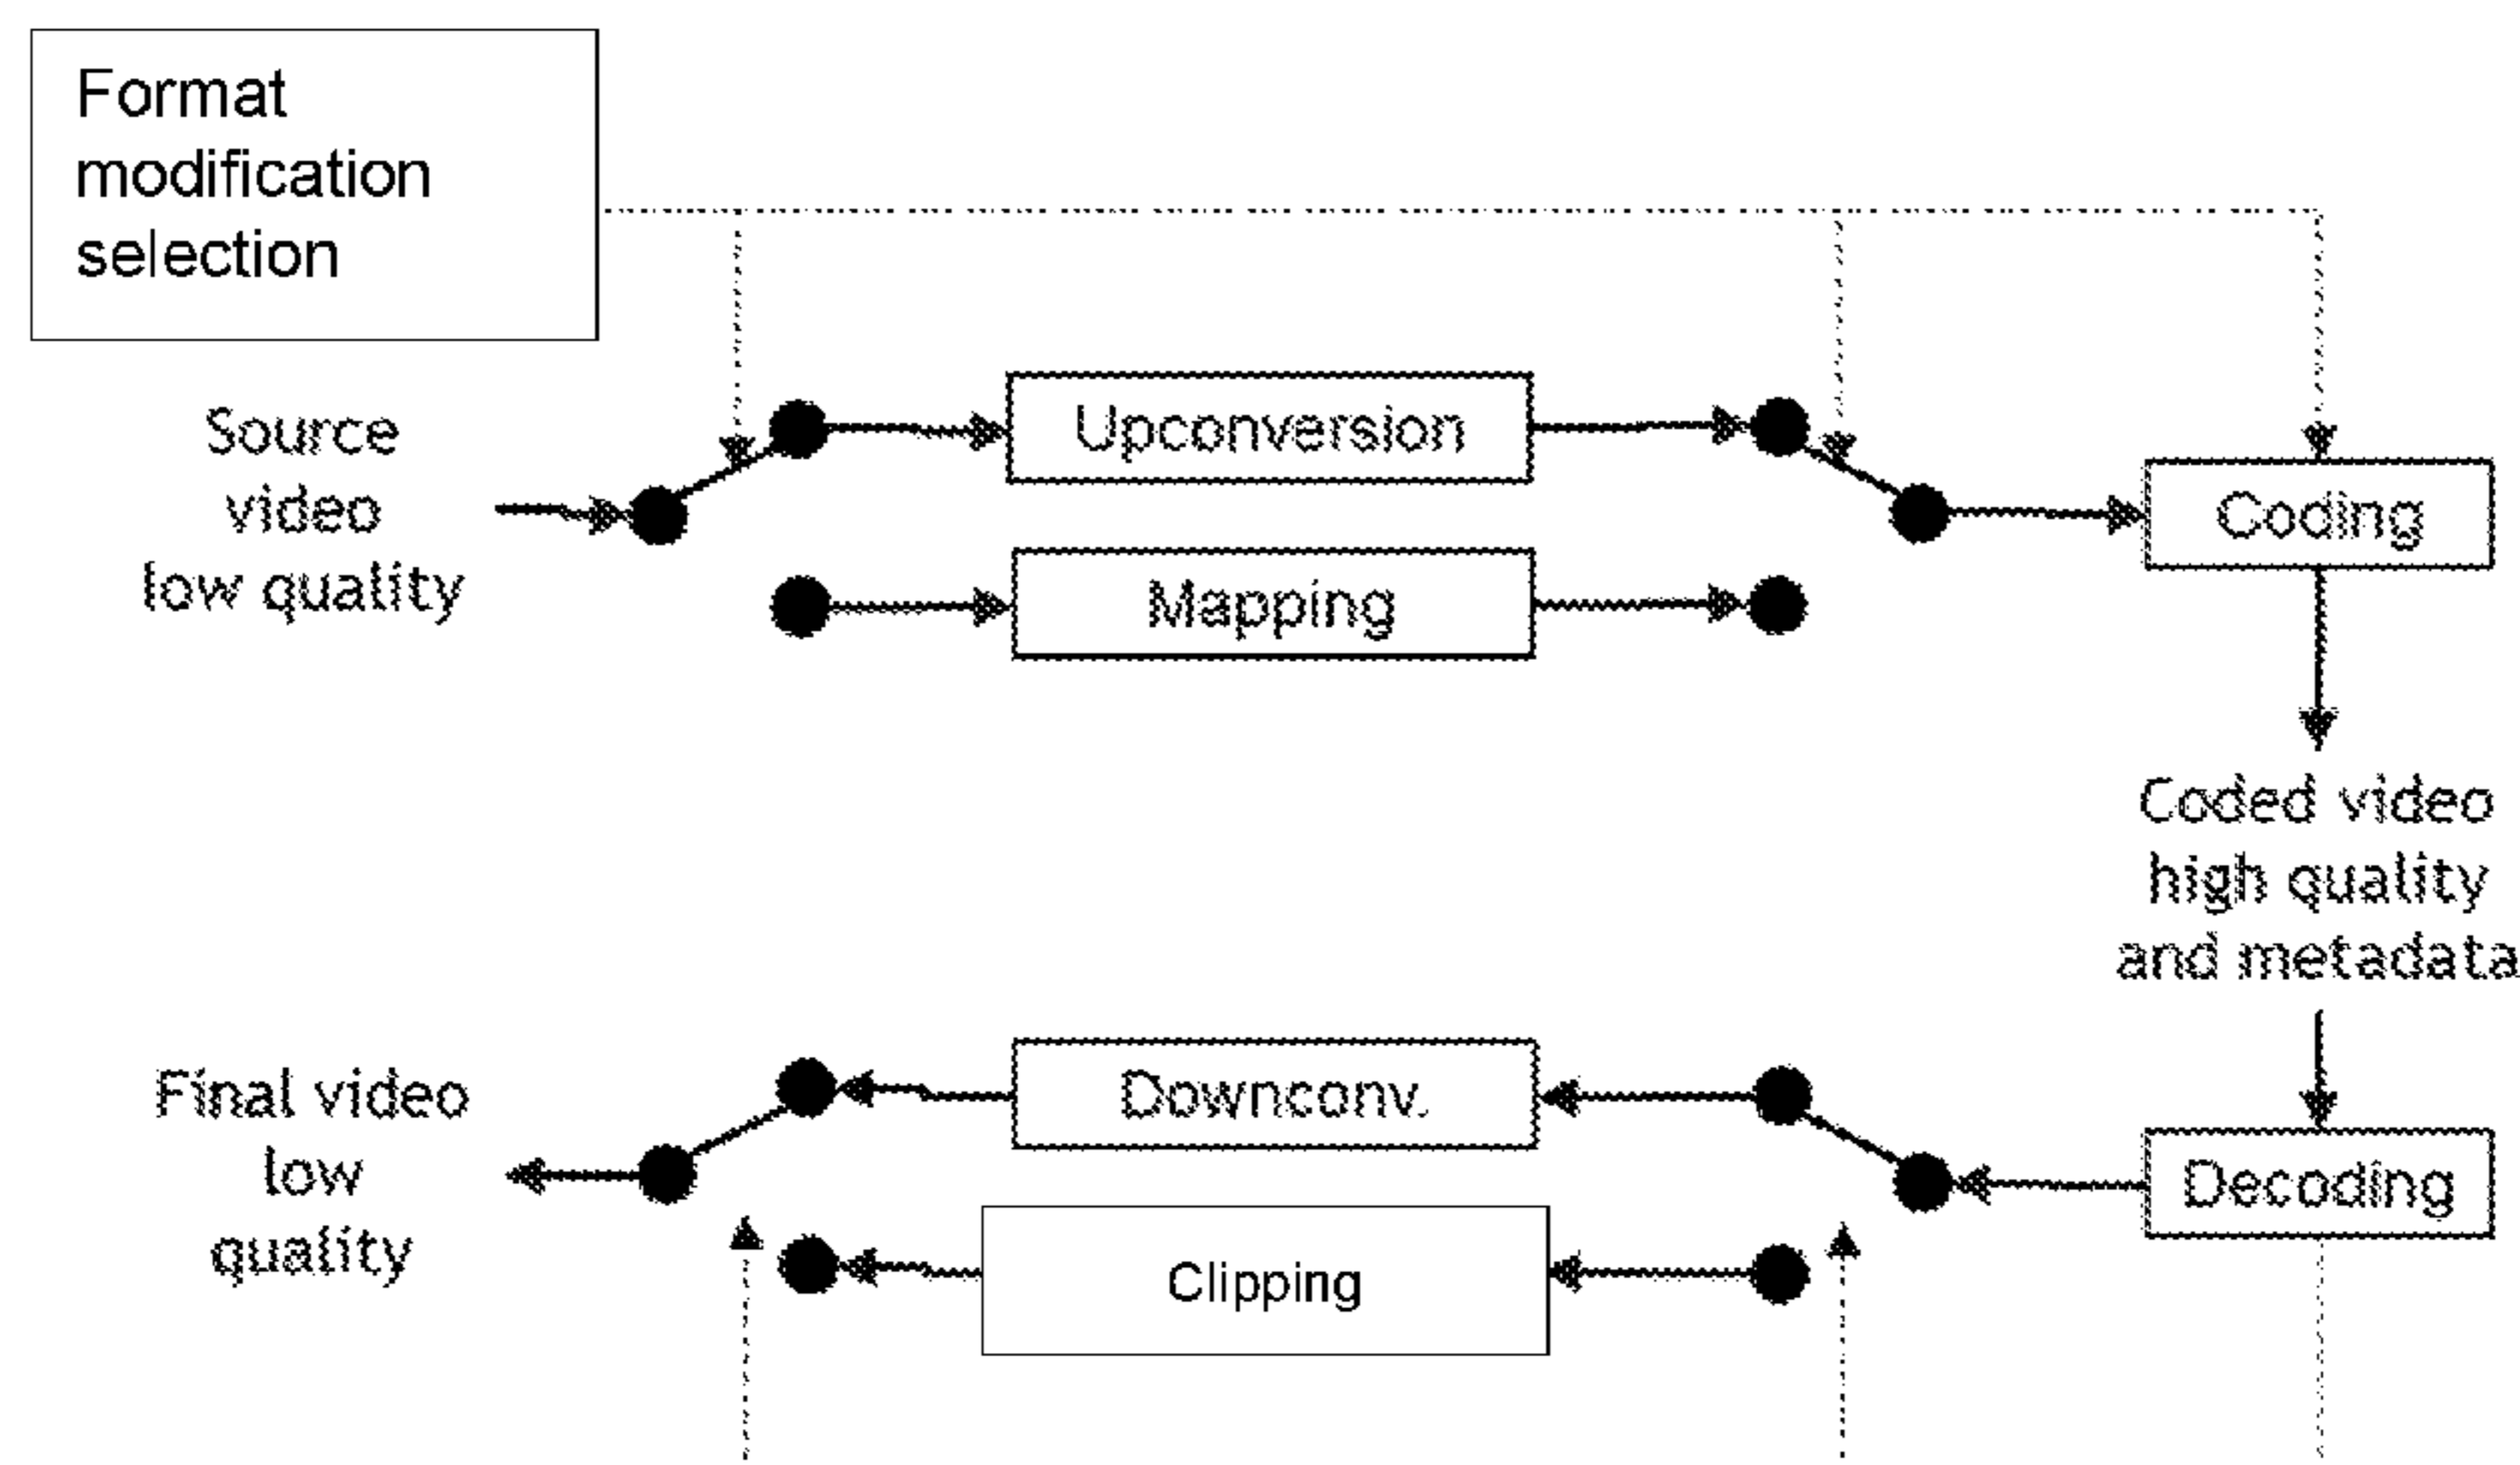 Format
modification
selection
Source
video
low quality
Upconversion
Mapping
Coding
Coded video
high quality
and metadata
Final video
low
quality
Downconv.
Clipping
Decoding